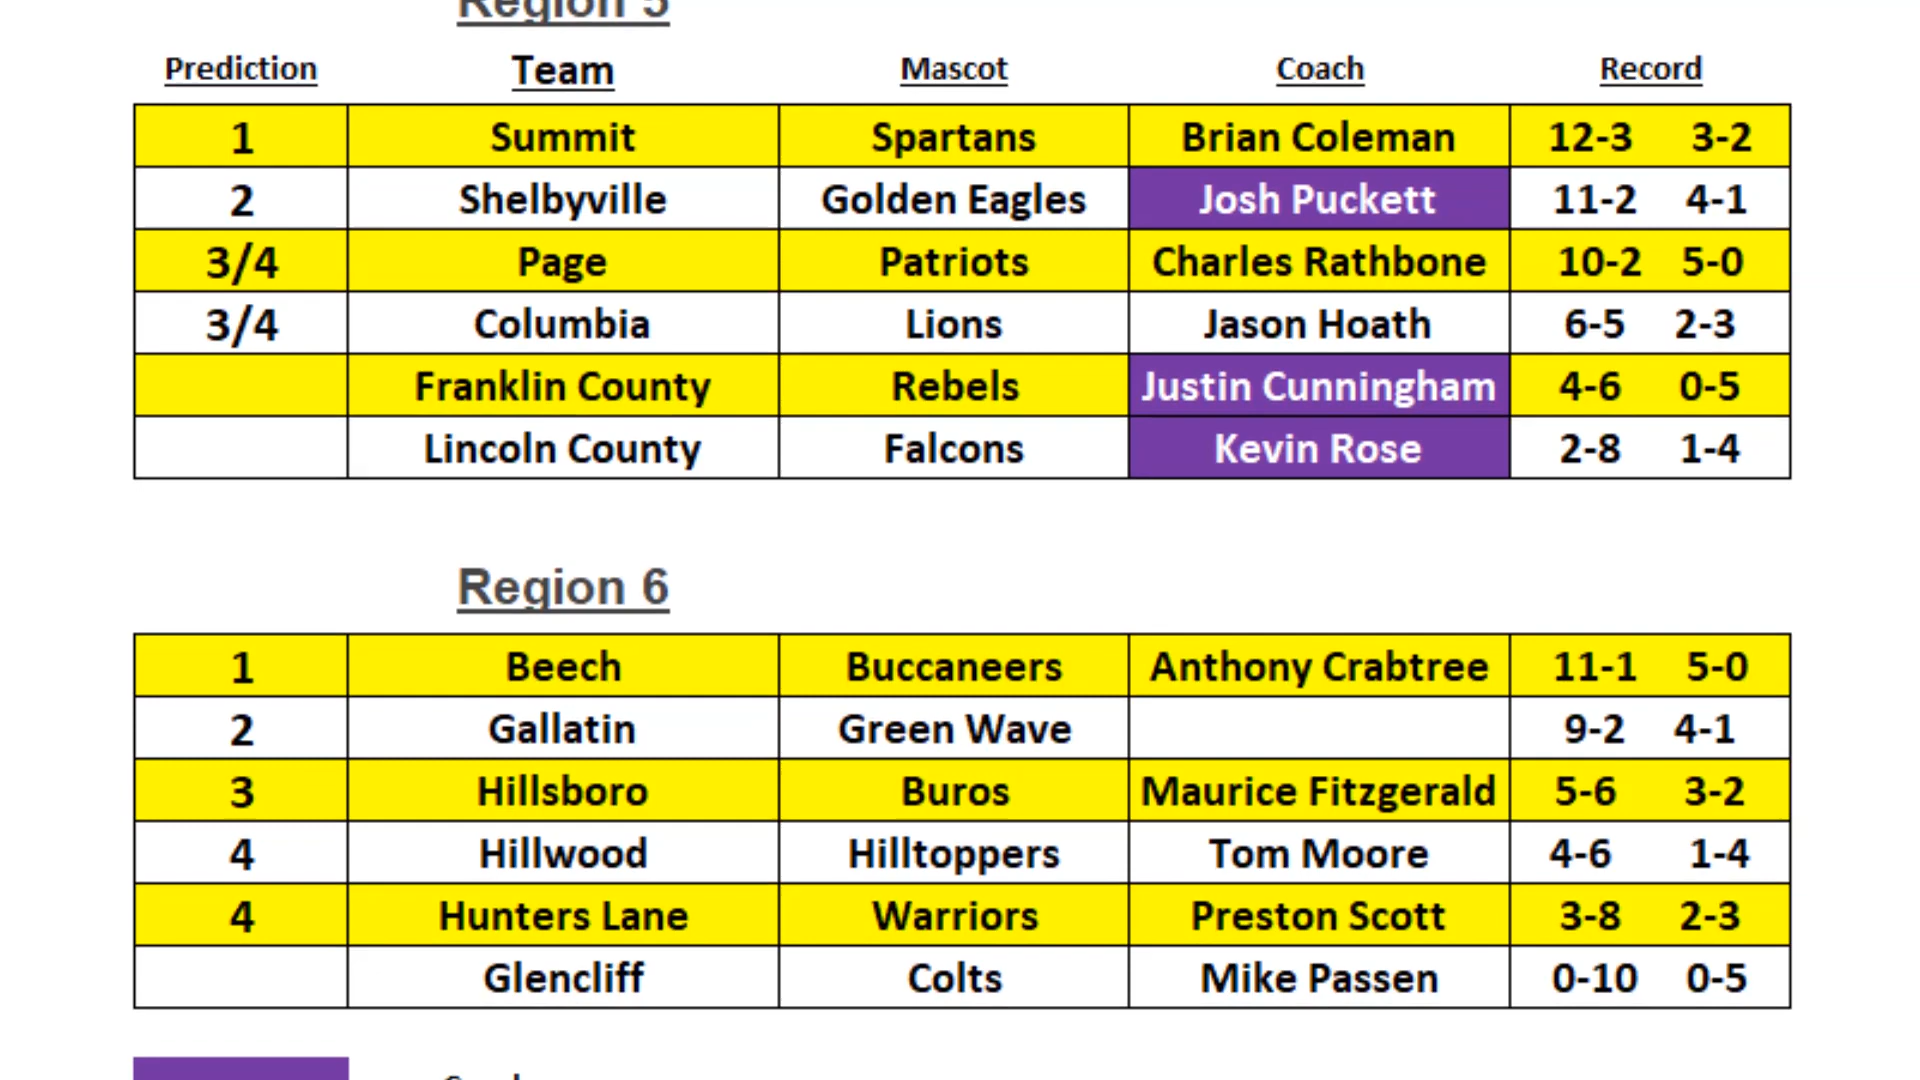 Region 5
Prediction Team Mascot Coach Record
1 Summit Spartans Brian Coleman 12-3 3-2
2 Shelbyville Golden Eagles Josh Puckett 11-2 4-1
3/4 Page Patriots Charles Rathbone 10-2 5-0
3/4 Columbia Lions Jason Hoath 6-5 2-3
Franklin County Rebels Justin Cunningham 4-6 0-5
Lincoln County Falcons Kevin Rose 2-8 1-4
Region 6
1 Beech Buccaneers Anthony Crabtree 11-1 5-0
2 Gallatin Green Wave 9-2 4-1
3 Hillsboro Buros Maurice Fitzgerald 5-6 3-2
4 Hillwood Hilltoppers Tom Moore 4-6 1-4
4 Hunters Lane Warriors Preston Scott 3-8 2-3
Glencliff Colts Mike Passen 0-10 0-5